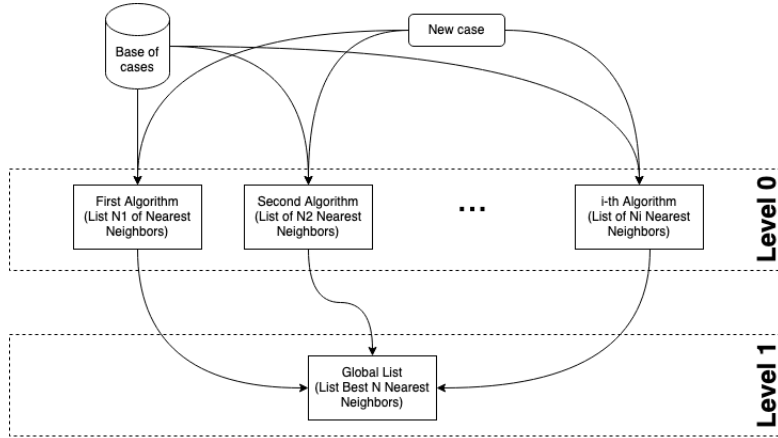 Base of
cases
New case
First Algorithm
(List N1 of Nearest
Neighbors)
Second Algorithm
(List of N2 Nearest
Neighbors)
...
i-th Algorithm
(List of Ni Nearest
Neighbors)
Level 0
Global List
(List Best N Nearest
Neighbors)
Level 1